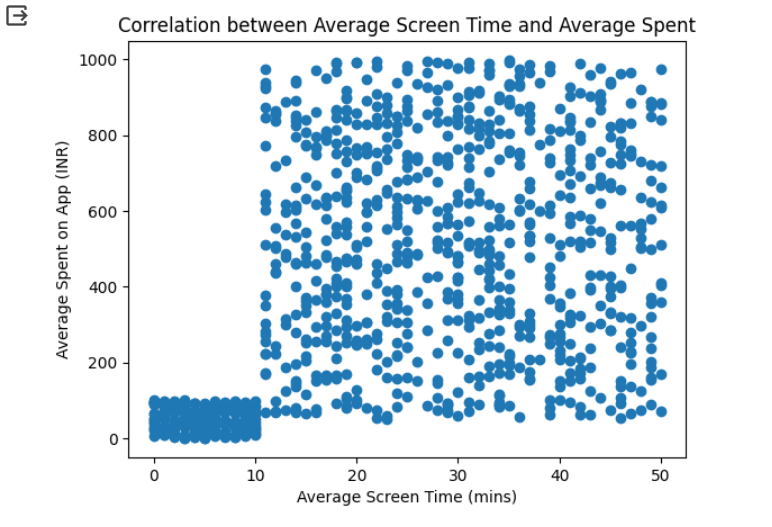 Correlation between Average Screen Time and Average Spent
1000
800
600
400
200
0
Average Spent on App (INR)
0 10 20 30 40 50
Average Screen Time (mins)